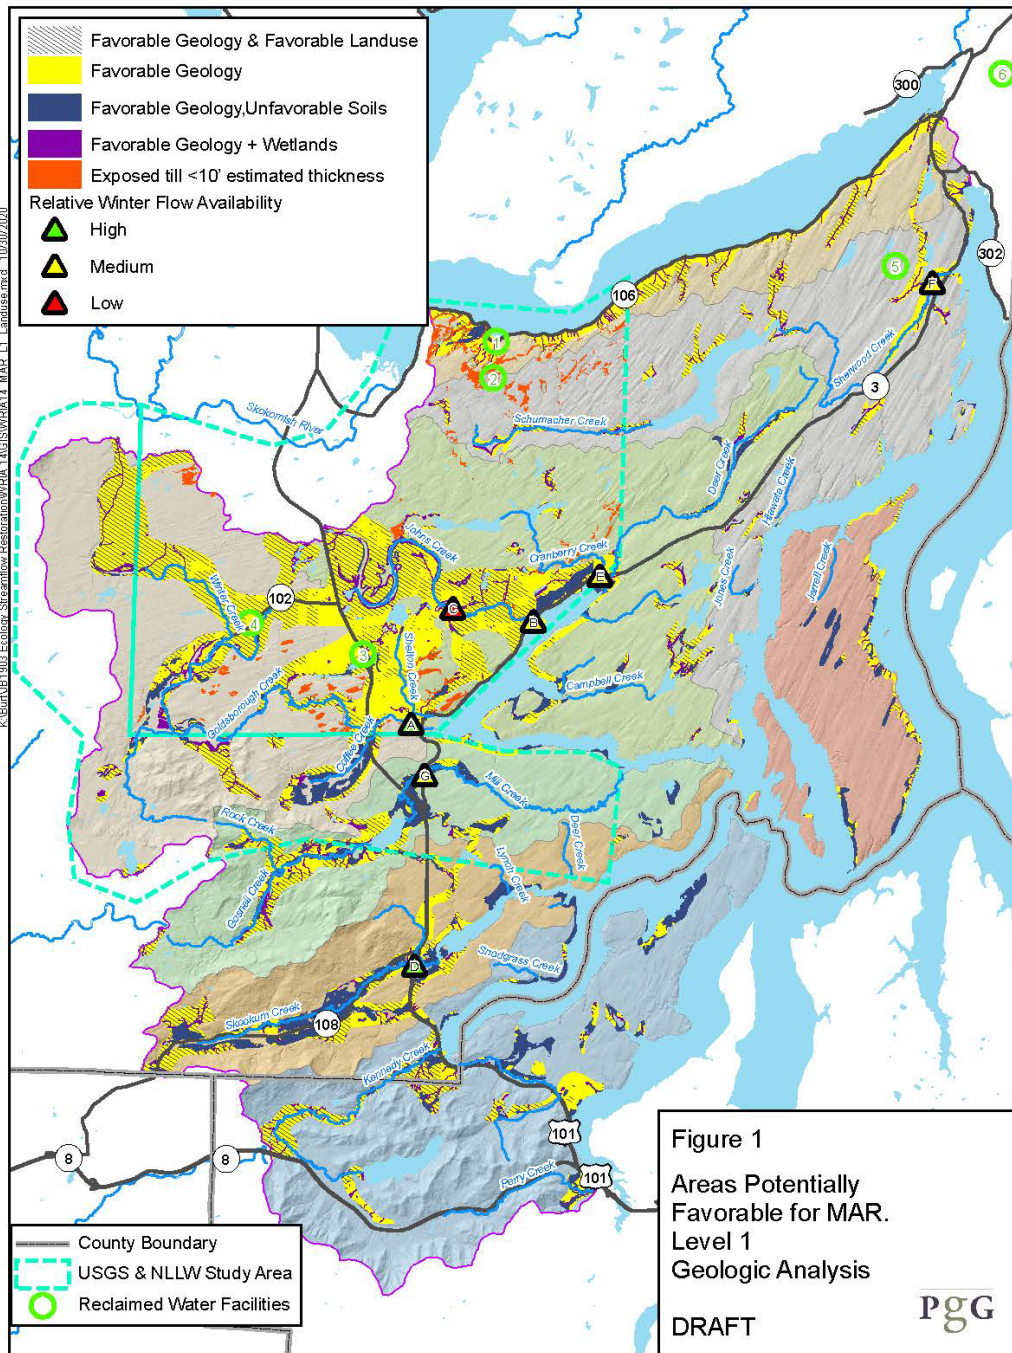 Favorable Geology & Favorable Landuse
Favorable Geology
Favorable Geology,Unfavorable Soils
Favorable Geology + Wetlands
Exposed till <10' estimated thickness
Relative Winter Flow Availability
High
Medium
Low
6
300
302
5
F
106
1
2
Sherwood Creek
3
Skokomish River
Schumacher Creek
Deer Creek
Hiawata Creek
Johns Creek
Cranberry Creek
E
Jones Creek
Jarrell Creek
Winter Creek
102
4
C
B
3
Shelton Creek
Goldsborough Creek
Campbell Creek
A
Coffee Creek
G
Mill Creek
Rock Creek
Deer Creek
Lynch Creek
Gosnell Creek
Snodgrass Creek
D
Skookum Creek
108
Kennedy Creek
101
8
8
Perry Creek
101
County Boundary
USGS & NLLW Study Area
Reclaimed Water Facilities
Figure 1
Areas Potentially
Favorable for MAR.
Level 1
Geologic Analysis
DRAFT
PgG